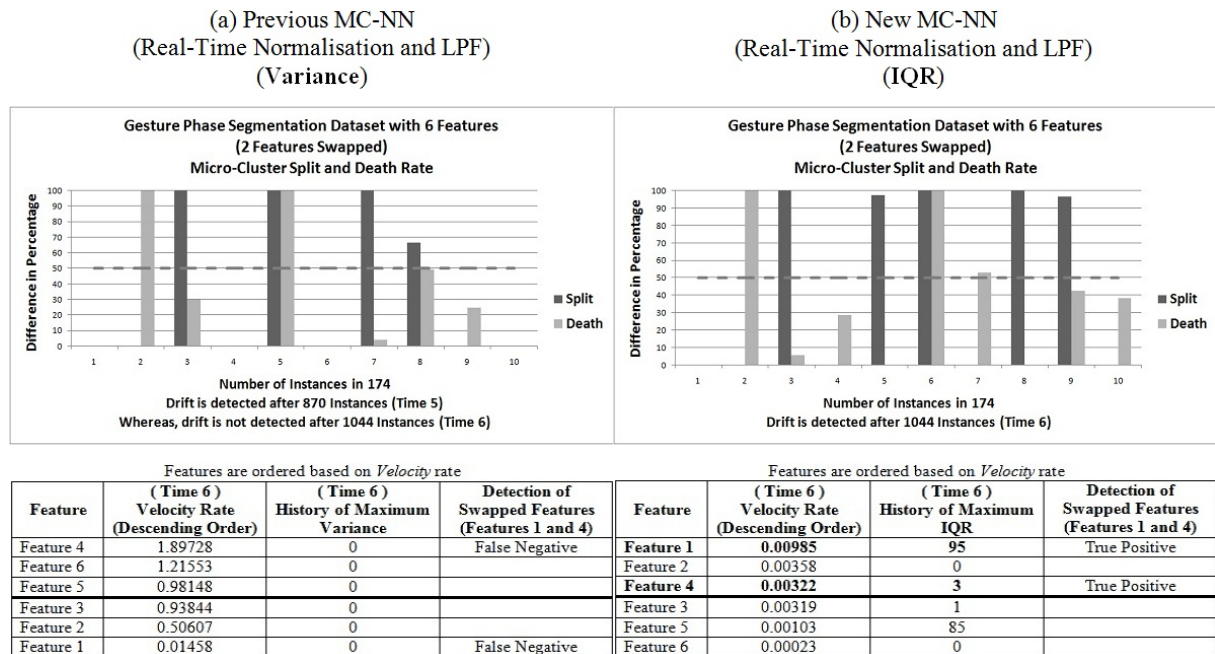 (a) Previous MC-NN
(Real-Time Normalisation and LPF)
(Variance)
Gesture Phase Segmentation Dataset with 6 Features
(2 Features Swapped)
Micro-Cluster Split and Death Rate
Difference in Percentage
100
90
80
70
60
50
40
30
20
10
0
1 2 3 4 5 6 7 8 9 10
Split
Death
Number of Instances in 174
Drift is detected after 870 Instances (Time 5)
Whereas, drift is not detected after 1044 Instances (Time 6)
Features are ordered based on Velocity rate
Feature ( Time 6 ) Velocity Rate (Descending Order) ( Time 6 ) History of Maximum Variance Detection of Swapped Features (Features 1 and 4)
Feature 4 1.89728 0 False Negative
Feature 6 1.21553 0
Feature 5 0.98148 0
Feature 3 0.93844 0
Feature 2 0.50607 0
Feature 1 0.01458 0 False Negative
(b) New MC-NN
(Real-Time Normalisation and LPF)
(IQR)
Gesture Phase Segmentation Dataset with 6 Features
(2 Features Swapped)
Micro-Cluster Split and Death Rate
Difference in Percentage
100
90
80
70
60
50
40
30
20
10
0
1 2 3 4 5 6 7 8 9 10
Split
Death
Number of Instances in 174
Drift is detected after 1044 Instances (Time 6)
Features are ordered based on Velocity rate
Feature ( Time 6 ) Velocity Rate (Descending Order) ( Time 6 ) History of Maximum IQR Detection of Swapped Features (Features 1 and 4)
Feature 1 0.00985 95 True Positive
Feature 2 0.00358 0
Feature 4 0.00322 3 True Positive
Feature 3 0.00319 1
Feature 5 0.00103 85
Feature 6 0.00023 0